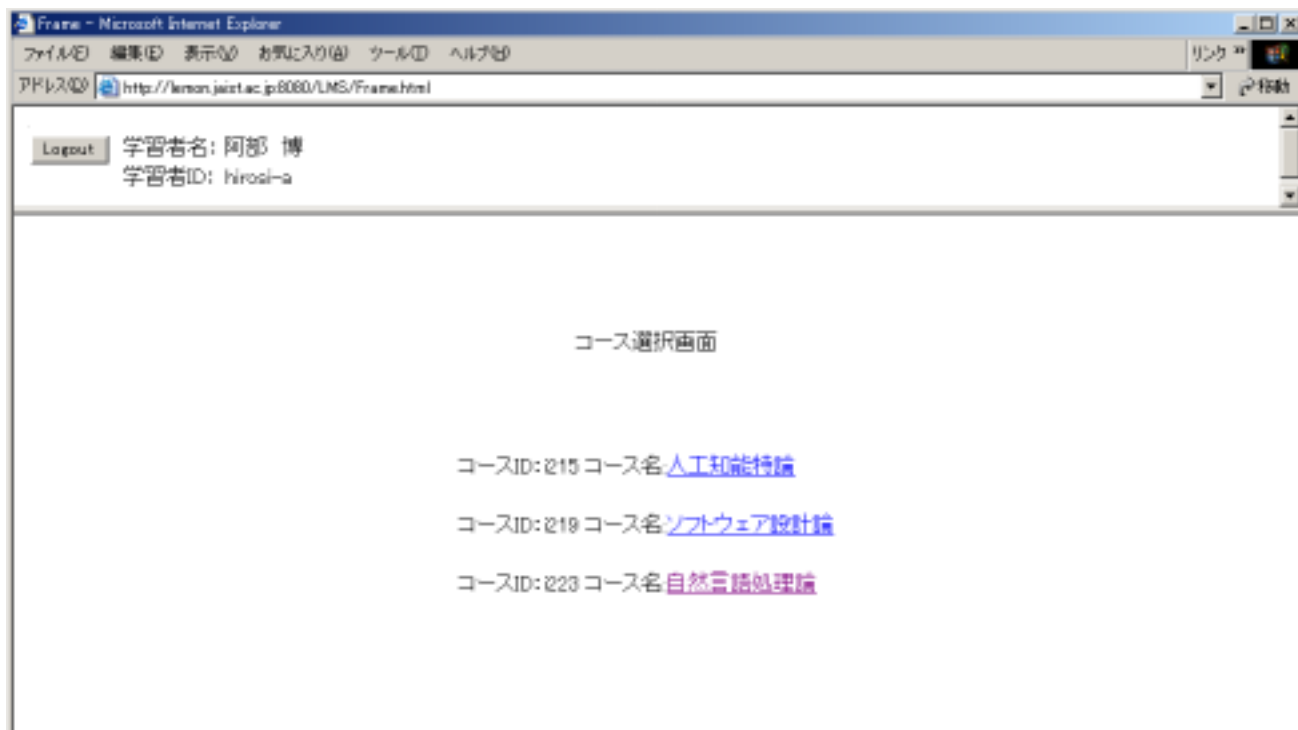 Frame - Microsoft Internet Explorer
ファイル(F) 編集(E) 表示(V) お気に入り(A) ツール(T) ヘルプ(H) リンク »
アドレス(D) http://lemon.jaist.ac.jp:8080/LMS/Frame.html 移動
Logout 学習者名: 阿部 博
学習者ID: hirosi-a
コース選択画面
コースID: i215 コース名:人工知能特論
コースID: i219 コース名:ソフトウェア設計論
コースID: i223 コース名:自然言語処理論